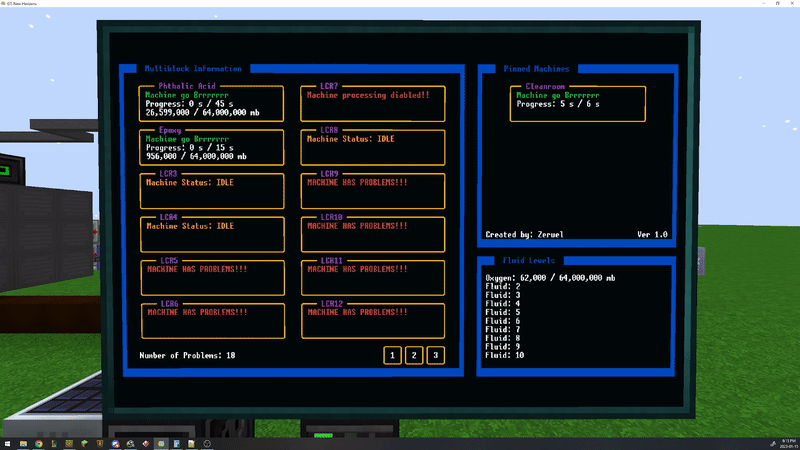 GT New Horizons
Multiblock Information
Phthalic Acid
Machine go Brrrrrrr
Progress: 0 s / 45 s
26,599,000 / 64,000,000 mb
Epoxy
Machine go Brrrrrrr
Progress: 0 s / 15 s
956,000 / 64,000,000 mb
LCR3
Machine Status: IDLE
LCR4
Machine Status: IDLE
LCR5
MACHINE HAS PROBLEMS!!!
LCR6
MACHINE HAS PROBLEMS!!!
LCR7
Machine processing diabled!!
LCR8
Machine Status: IDLE
LCR9
MACHINE HAS PROBLEMS!!!
LCR10
MACHINE HAS PROBLEMS!!!
LCR11
MACHINE HAS PROBLEMS!!!
LCR12
MACHINE HAS PROBLEMS!!!
Number of Problems: 18
1 2 3
Pinned Machines
Cleanroom
Machine go Brrrrrrr
Progress: 5 s / 6 s
Created by: Zeruel Ver 1.0
Fluid Levels
Oxygen: 62,000 / 64,000,000 mb
Fluid: 2
Fluid: 3
Fluid: 4
Fluid: 5
Fluid: 6
Fluid: 7
Fluid: 8
Fluid: 9
Fluid: 10
8:13 PM
2023-05-15